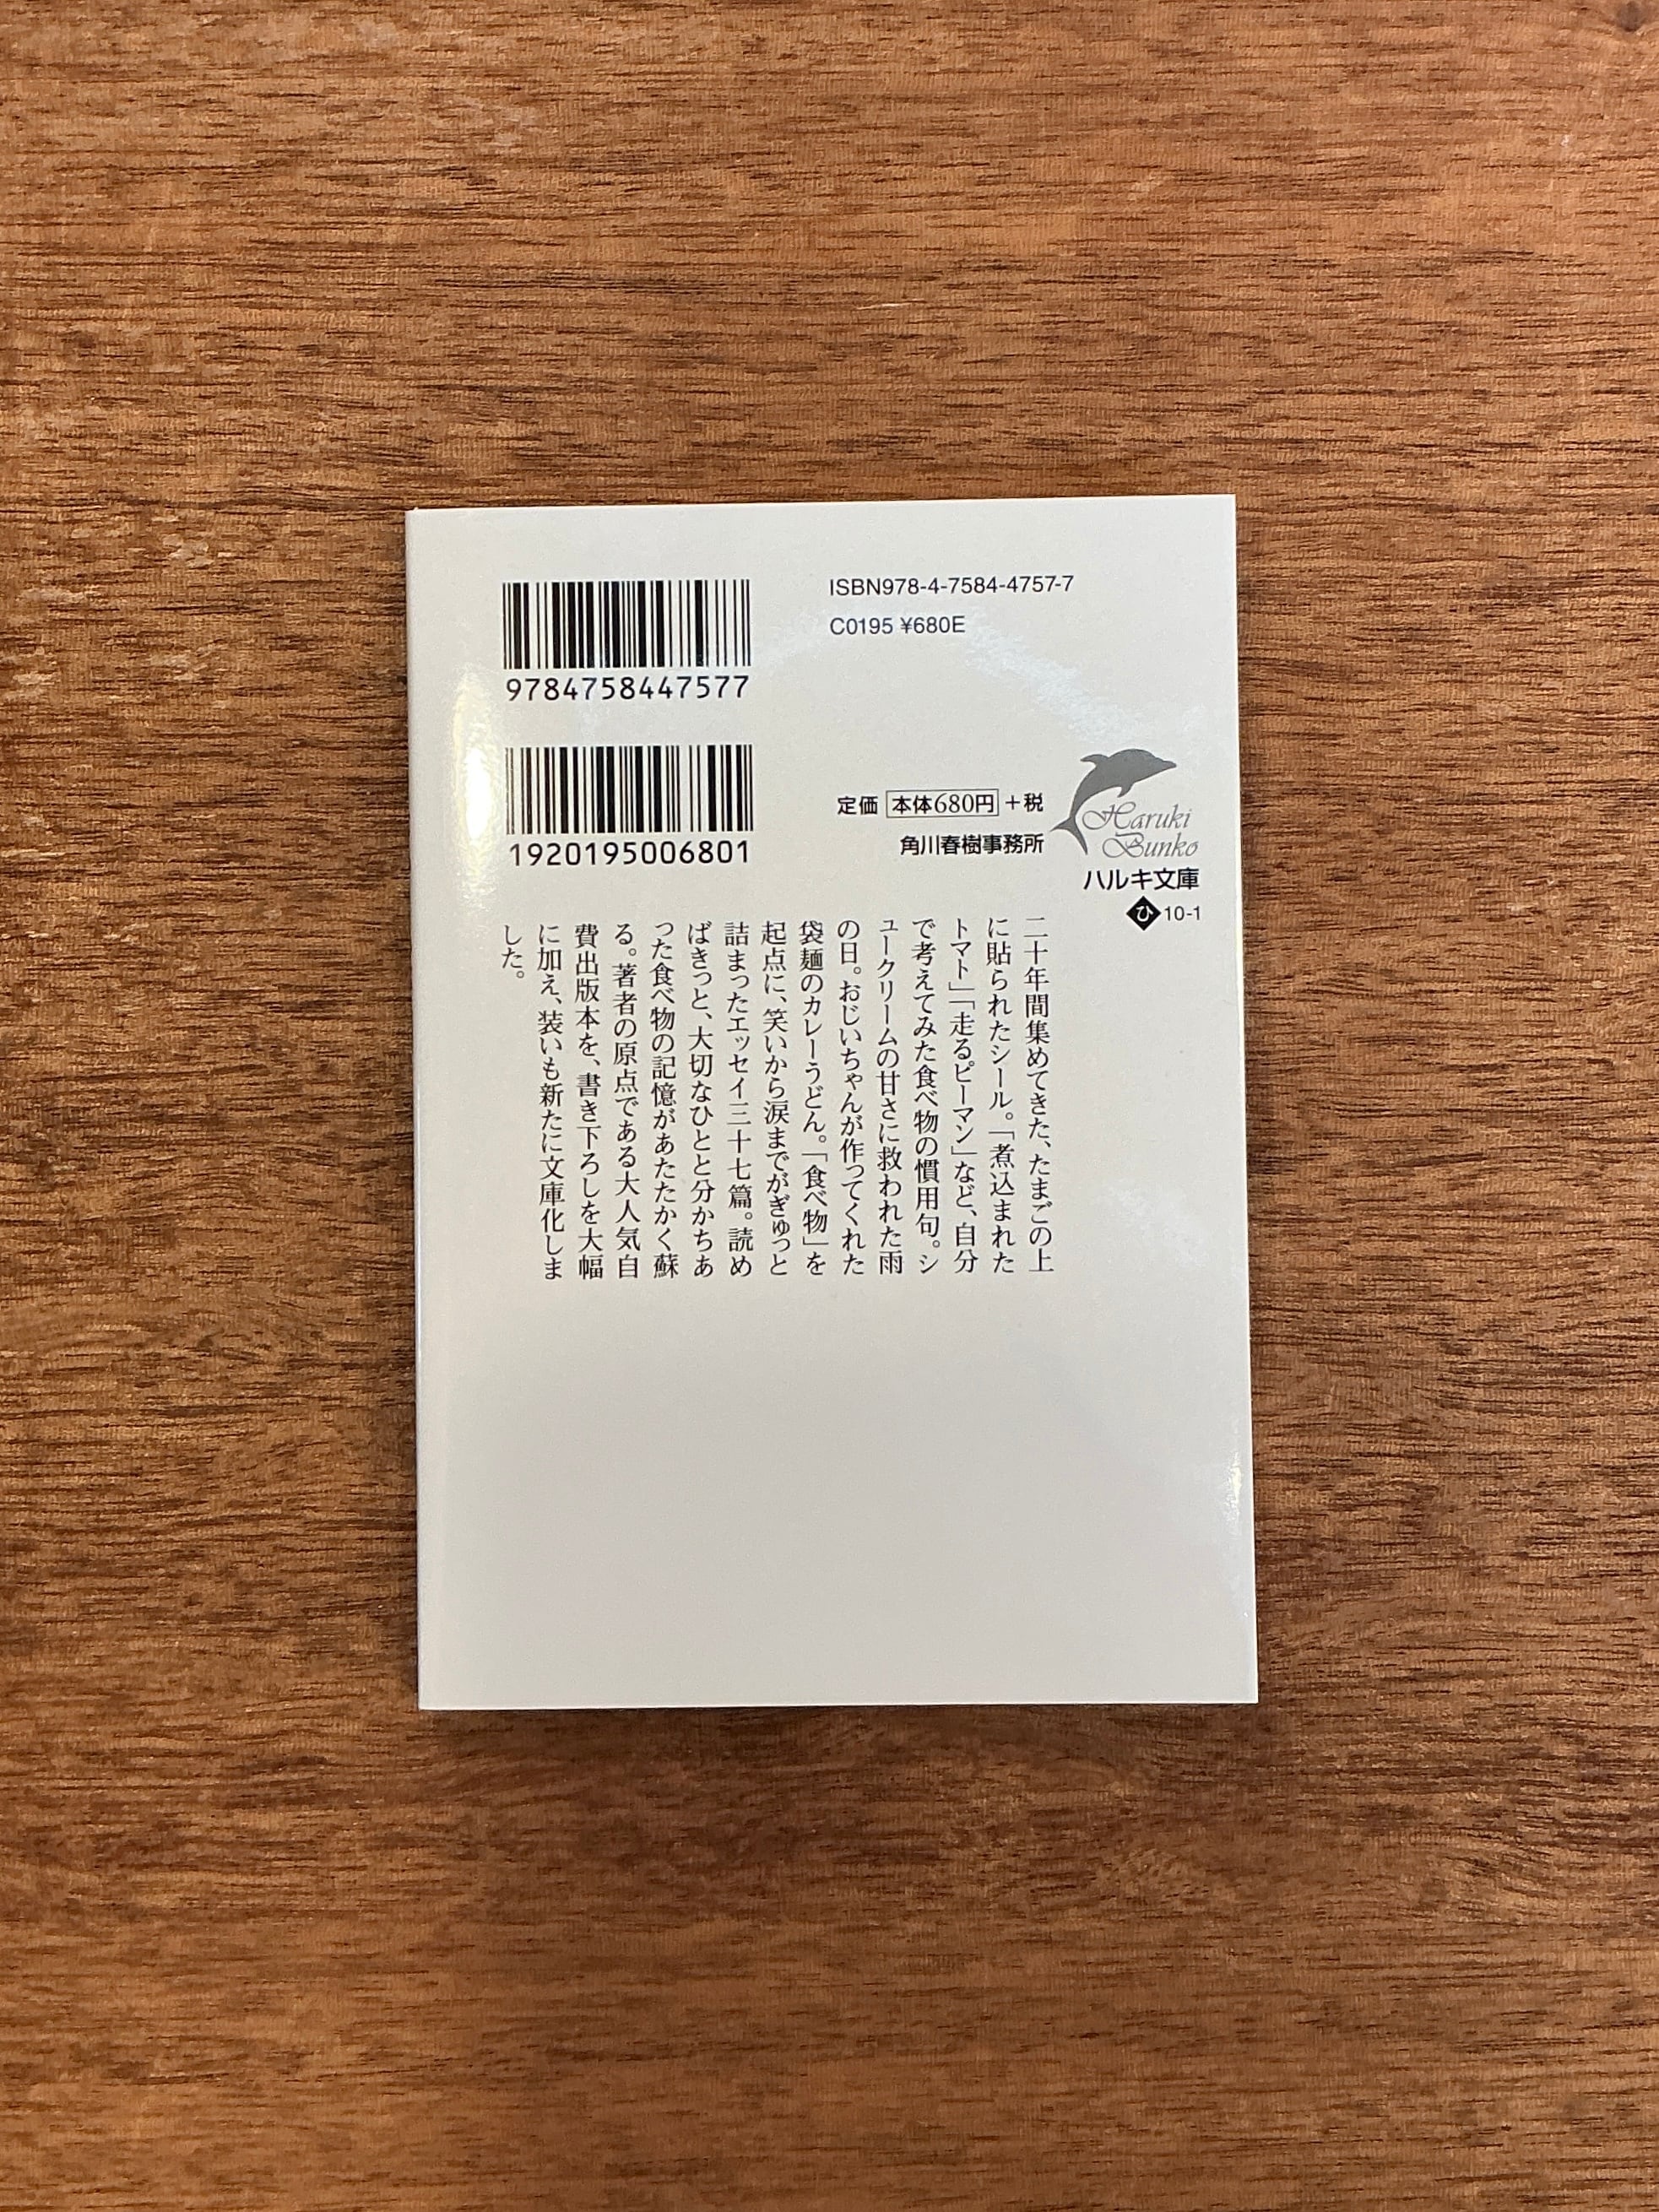 9784758447577
ISBN978-4-7584-4757-7
C0195 ¥680E
1920195006801
定価 本体680円 +税
角川春樹事務所
Haruki
Bunko
ハルキ文庫
ひ 10-1
二十年間集めてきた、たまごの上
に貼られたシール。「煮込まれた
トマト」「走るピーマン」など、自分
で考えてみた食べ物の慣用句。シ
ュークリームの甘さに救われた雨
の日。おじいちゃんが作ってくれた
袋麺のカレーうどん。「食べ物」を
起点に、笑いから涙までがぎゅっと
詰まったエッセイ三十七篇。読め
ばきっと、大切なひとと分かちあ
った食べ物の記憶があたたかく蘇
る。著者の原点である大人気自
費出版本を、書き下ろしを大幅
に加え、装いも新たに文庫化しま
した。